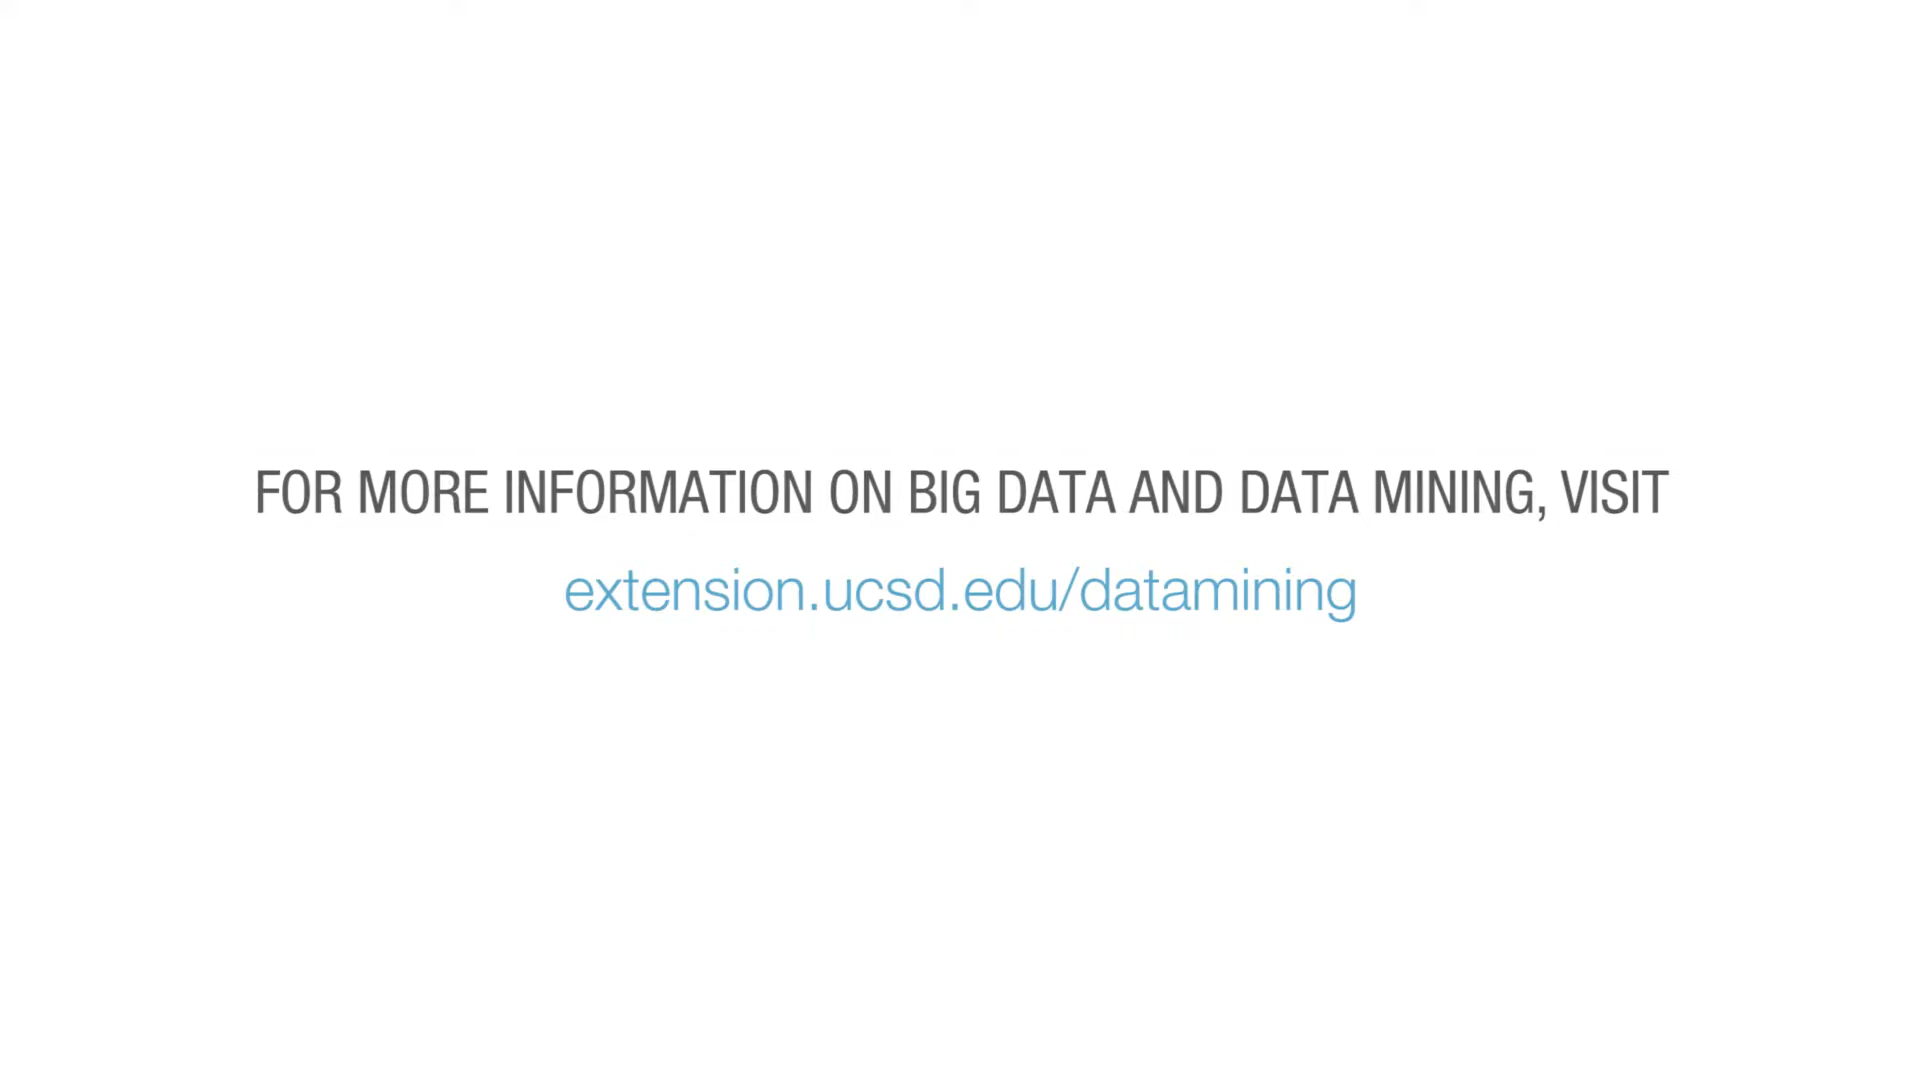 FOR MORE INFORMATION ON BIG DATA AND DATA MINING, VISIT
extension.ucsd.edu/datamining